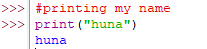 >>> #printing my name
>>> print("huna")
huna